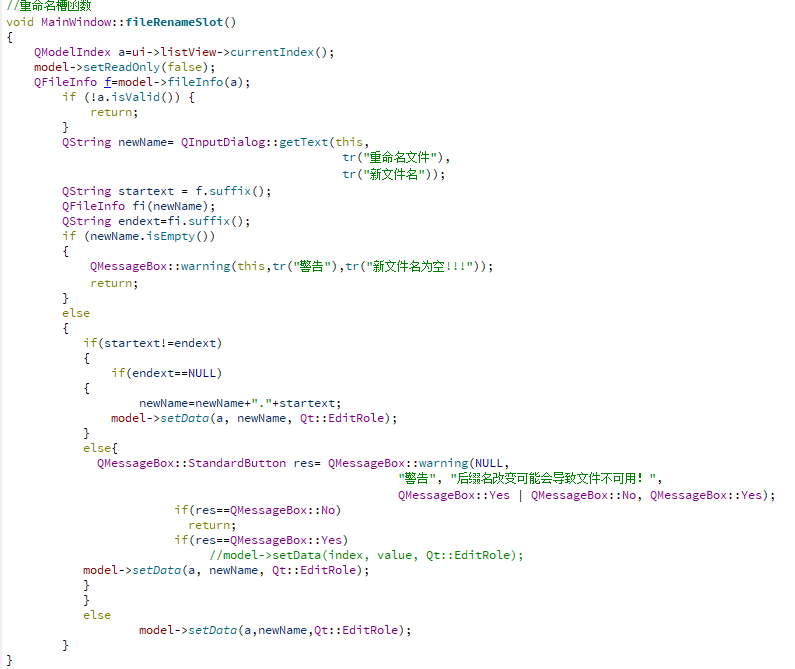 //重命名槽函数
void MainWindow::fileRenameSlot()
{
    QModelIndex a=ui->listView->currentIndex();
    model->setReadOnly(false);
    QFileInfo f=model->fileInfo(a);
        if (!a.isValid()) {
            return;
        }
        QString newName= QInputDialog::getText(this,
                                                tr("重命名文件"),
                                                tr("新文件名"));
        QString startext = f.suffix();
        QFileInfo fi(newName);
        QString endext=fi.suffix();
        if (newName.isEmpty())
        {
            QMessageBox::warning(this,tr("警告"),tr("新文件名为空!!!"));
            return;
        }
        else
        {
           if(startext!=endext)
           {
               if(endext==NULL)
           {
                   newName=newName+"."+startext;
               model->setData(a, newName, Qt::EditRole);
           }
           else{
             QMessageBox::StandardButton res= QMessageBox::warning(NULL,
                                                        "警告", "后缀名改变可能会导致文件不可用！",
                                                        QMessageBox::Yes | QMessageBox::No, QMessageBox::Yes);
                        if(res==QMessageBox::No)
                          return;
                        if(res==QMessageBox::Yes)
                             //model->setData(index, value, Qt::EditRole);
           model->setData(a, newName, Qt::EditRole);
           }
           }
           else
                   model->setData(a,newName,Qt::EditRole);
        }
}